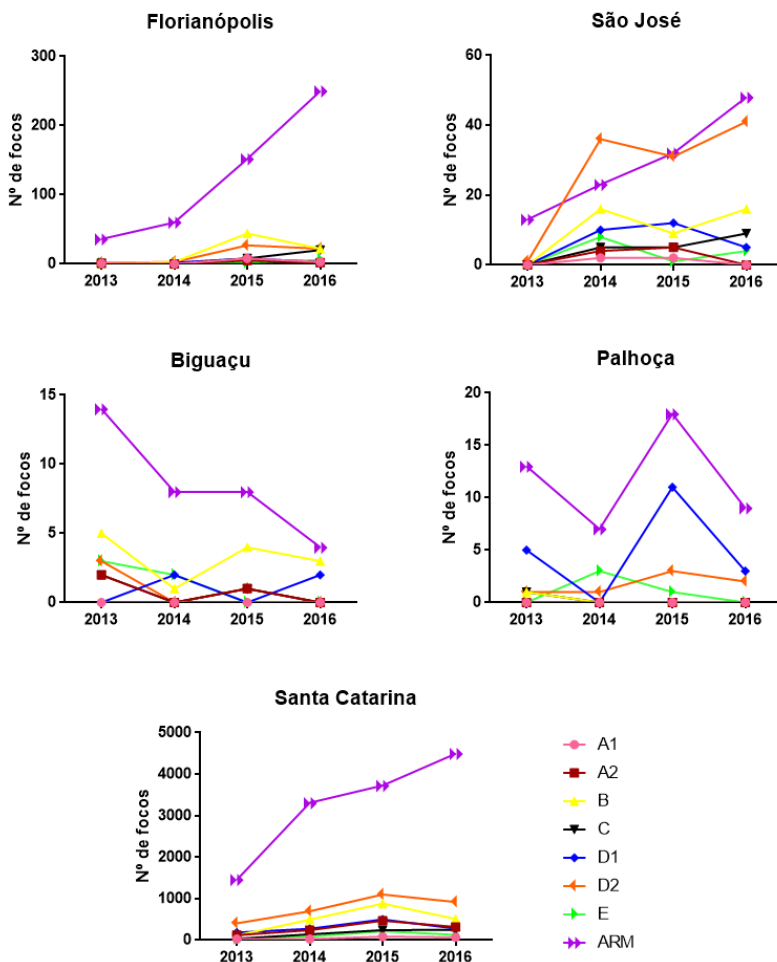 Florianópolis
Nº de focos
300
200
100
0
2013 2014 2015 2016
São José
Nº de focos
60
40
20
0
2013 2014 2015 2016
Biguaçu
Nº de focos
15
10
5
0
2013 2014 2015 2016
Palhoça
Nº de focos
20
15
10
5
0
2013 2014 2015 2016
Santa Catarina
Nº de focos
5000
4000
3000
2000
1000
0
2013 2014 2015 2016
A1
A2
B
C
D1
D2
E
ARM